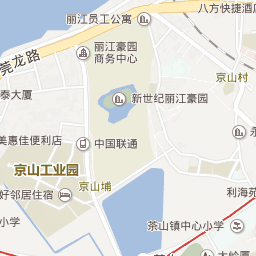 丽江员工公寓
八方快捷酒店
莞龙路
丽江豪园
商务中心
京山村
泰大厦
新世纪丽江豪园
美惠佳便利店
中国联通
京山工业园
京山埔
好邻居住宿
利海苑
小学
茶山镇中心小学